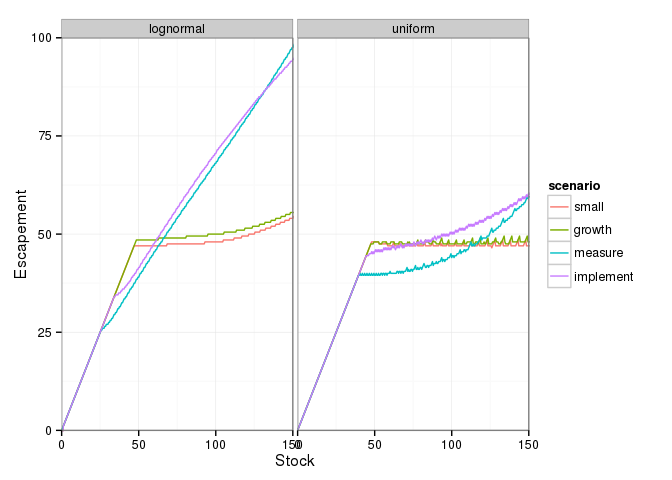 lognormal uniform
100
75
50
25
0
Escapement
0 50 100 150 0 50 100 150
Stock
scenario
small
growth
measure
implement